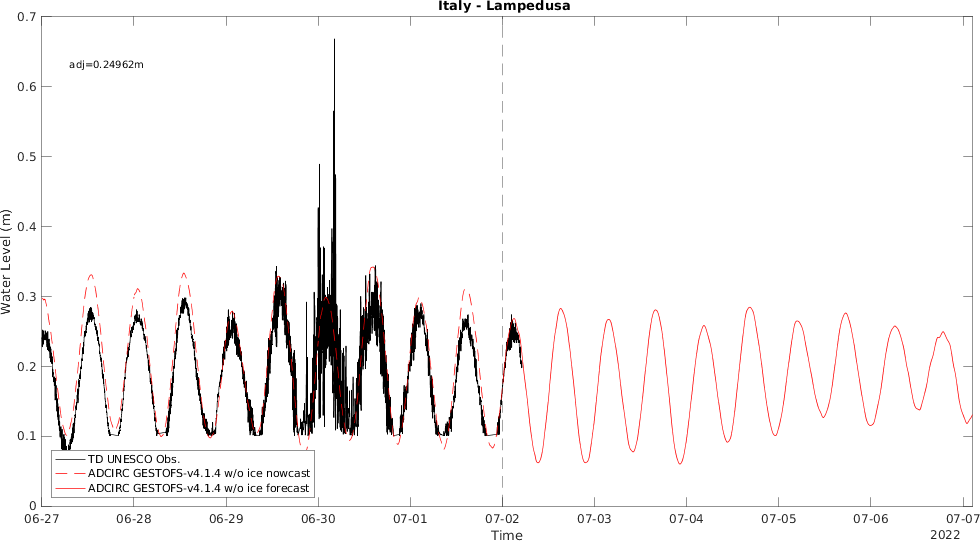 Italy - Lampedusa
0.7
adj=0.24962m
0.6
0.5
0.4
0.3
0.2
0.1
0
Water Level (m)
TD UNESCO Obs.
ADCIRC GESTOFS-v4.1.4 w/o ice nowcast
ADCIRC GESTOFS-v4.1.4 w/o ice forecast
06-27 06-28 06-29 06-30 07-01 07-02 07-03 07-04 07-05 07-06 07-07
Time 2022